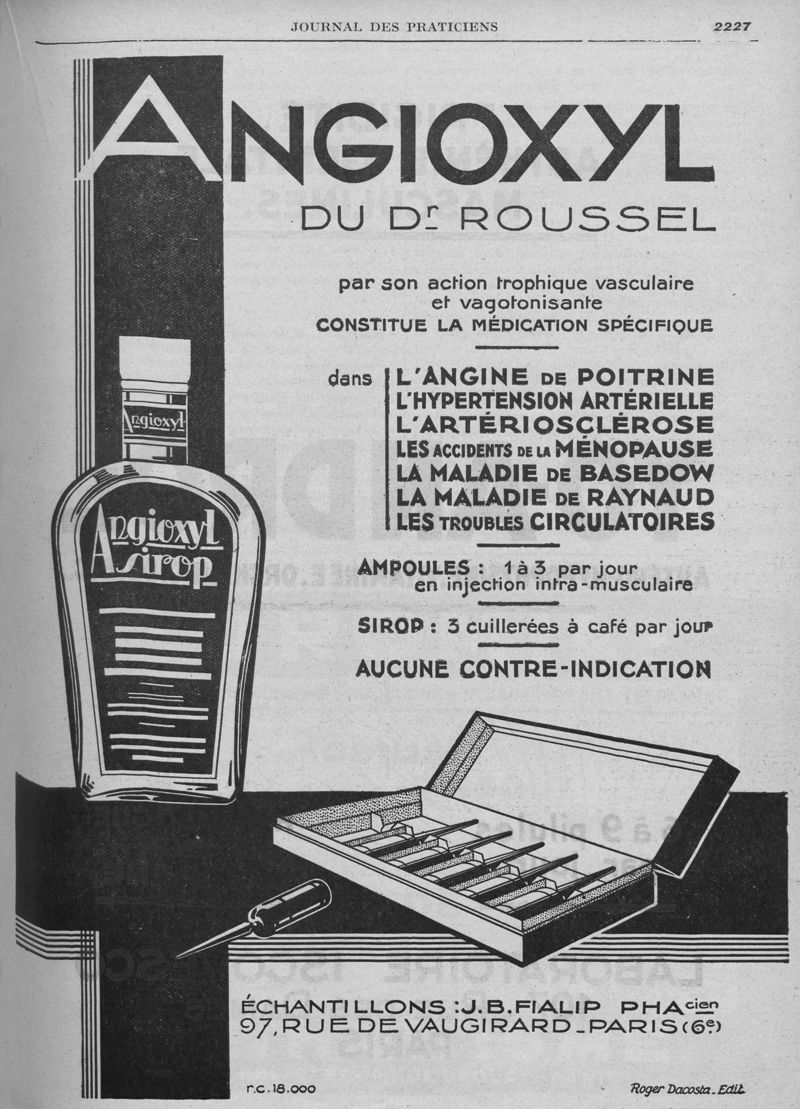 JOURNAL DES PRATICIENS 2227
ANGIOXYL
DU Dr ROUSSEL
par son action trophique vasculaire
et vagotonisante
CONSTITUE LA MÉDICATION SPÉCIFIQUE
dans
L'ANGINE DE POITRINE
L'HYPERTENSION ARTÉRIELLE
L'ARTÉRIOSCLÉROSE
LES ACCIDENTS DE LA MÉNOPAUSE
LA MALADIE DE BASEDOW
LA MALADIE DE RAYNAUD
LES TROUBLES CIRCULATOIRES
Angioxyl
Angioxyl
sirop
AMPOULES : 1 à 3 par jour
en injection intra-musculaire
SIROP : 3 cuillerées à café par jour
AUCUNE CONTRE-INDICATION
ÉCHANTILLONS : J. B. FIALIP PHAcien
97, RUE DE VAUGIRARD - PARIS (6e)
r.c. 18.000
Roger Dacosta - Edit.